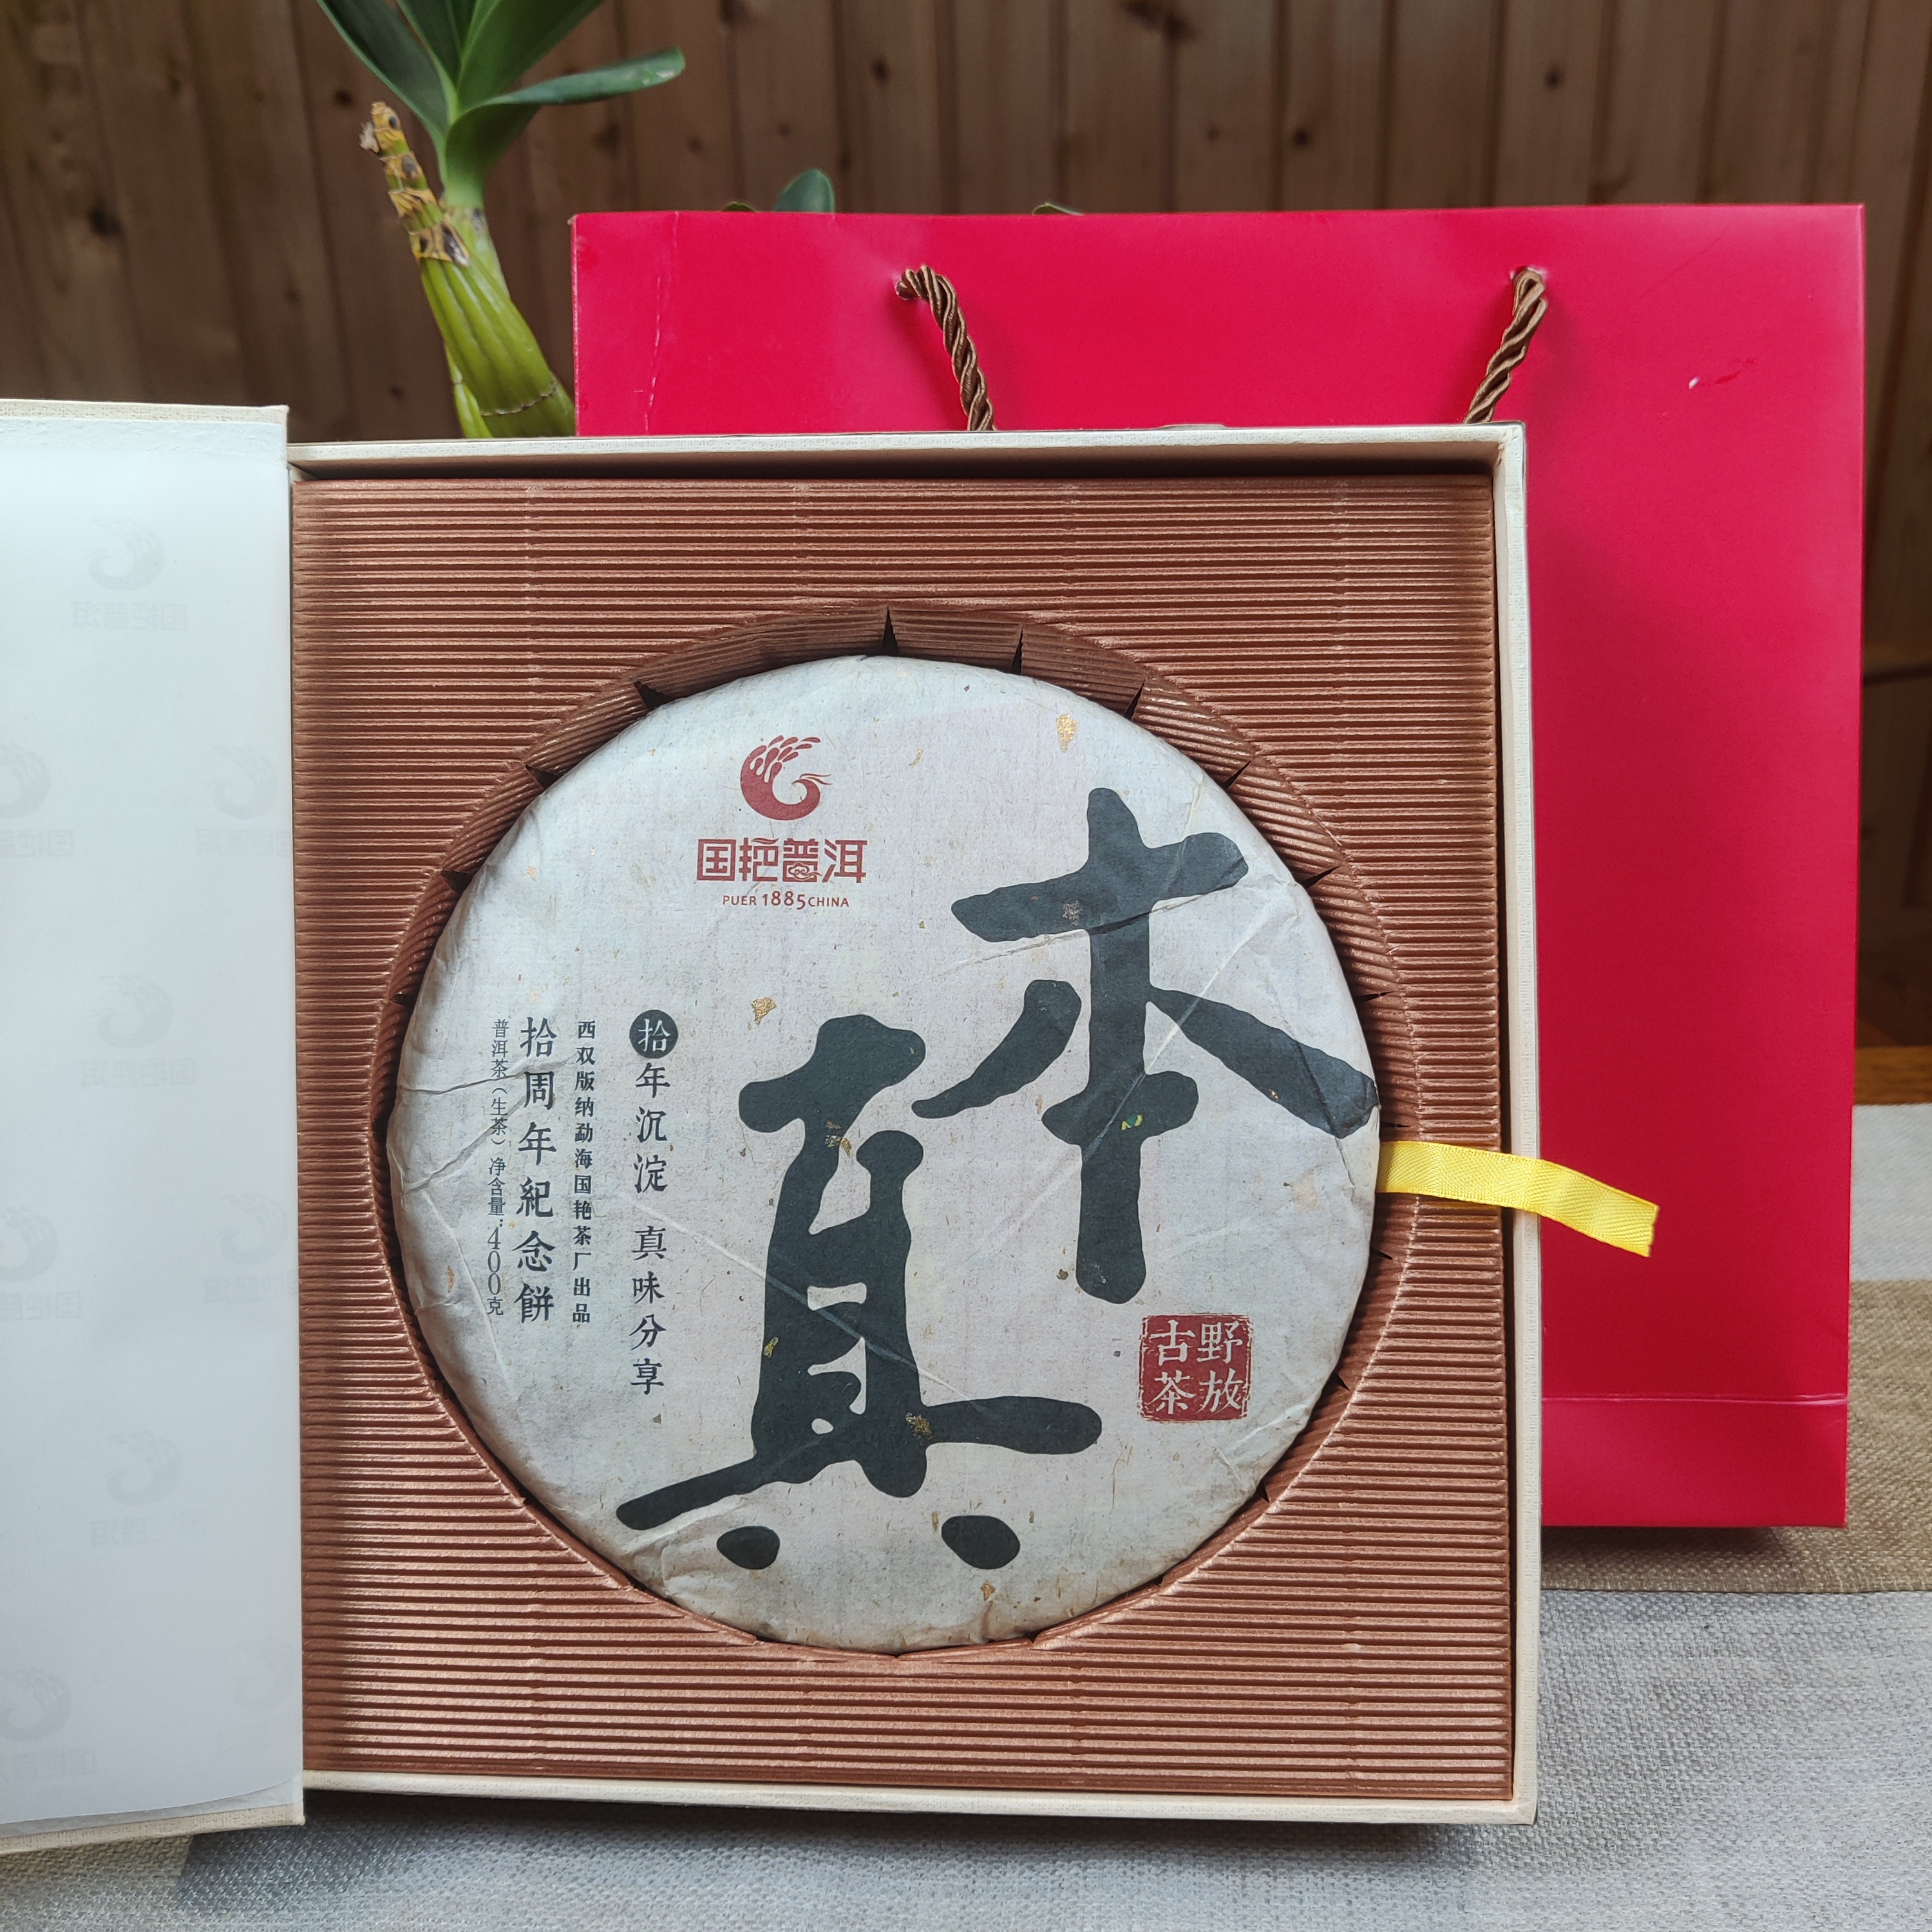 国艳普洱
PUER 1885 CHINA
本真
野放
古茶
拾年沉淀 真味分享
西双版纳勐海国艳茶厂出品
拾周年紀念餅
普洱茶（生茶） 净含量:400克